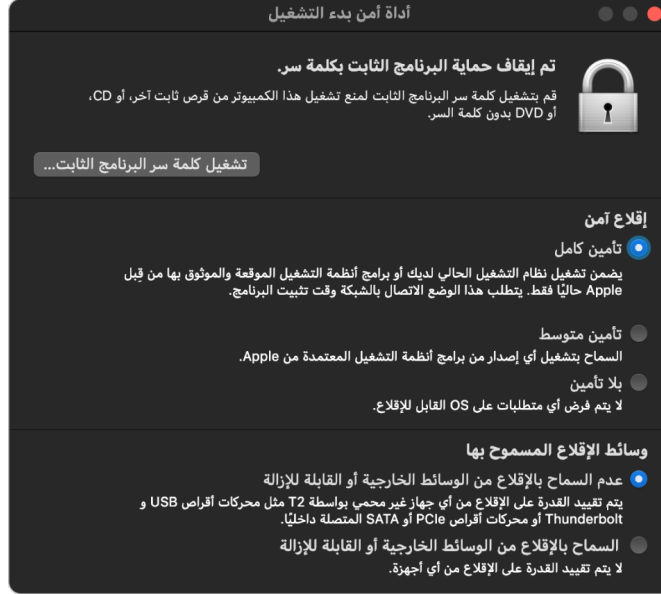 أداة أمن بدء التشغيل
تم إيقاف حماية البرنامج الثابت بكلمة سر.
قم بتشغيل كلمة سر البرنامج الثابت لمنع تشغيل هذا الكمبيوتر من قرص ثابت آخر، أو CD،
أو DVD بدون كلمة السر.
تشغيل كلمة سر البرنامج الثابت...
إقلاع آمن
تأمين كامل
يضمن تشغيل نظام التشغيل الحالي لديك أو برامج أنظمة التشغيل الموقعة والموثوق بها من قِبل
Apple حاليًا فقط. يتطلب هذا الوضع الاتصال بالشبكة وقت تثبيت البرنامج.
تأمين متوسط
السماح بتشغيل أي إصدار من برامج أنظمة التشغيل المعتمدة من Apple.
بلا تأمين
لا يتم فرض أي متطلبات على OS القابل للإقلاع.
وسائط الإقلاع المسموح بها
عدم السماح بالإقلاع من الوسائط الخارجية أو القابلة للإزالة
يتم تقييد القدرة على الإقلاع من أي جهاز غير محمي بواسطة T2 مثل محركات أقراص USB و
Thunderbolt أو محركات أقراص PCIe أو SATA المتصلة داخليًا.
السماح بالإقلاع من الوسائط الخارجية أو القابلة للإزالة
لا يتم تقييد القدرة على الإقلاع من أي أجهزة.